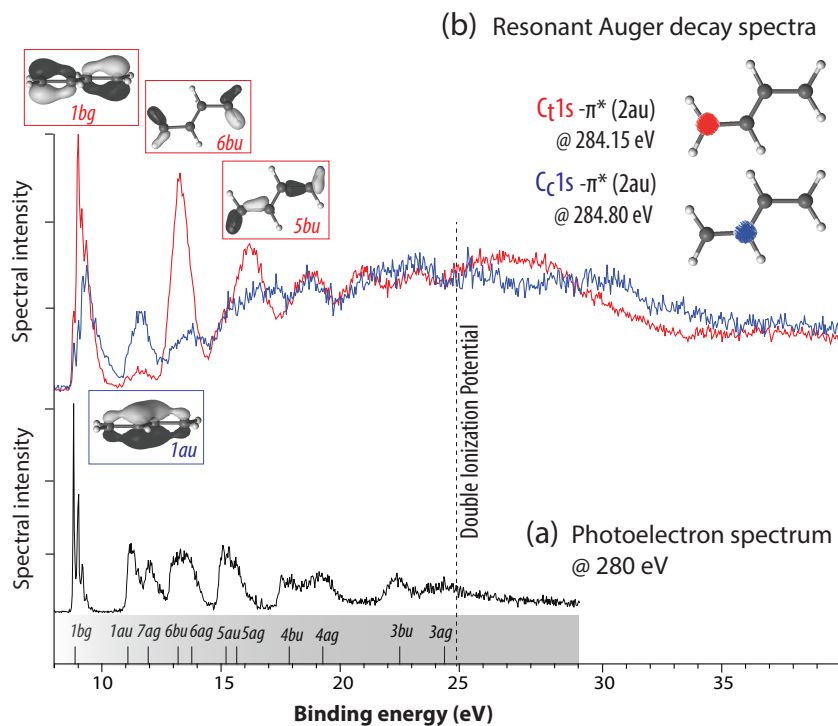 (b) Resonant Auger decay spectra
1bg
6bu
5bu
Ct1s -π* (2au)
@ 284.15 eV
Cc1s -π* (2au)
@ 284.80 eV
Spectral intensity
1au
Double Ionization Potential
Spectral intensity
(a) Photoelectron spectrum
@ 280 eV
1bg 1au 7ag 6bu 6ag 5au 5ag 4bu 4ag 3bu 3ag
10 15 20 25 30 35
Binding energy (eV)